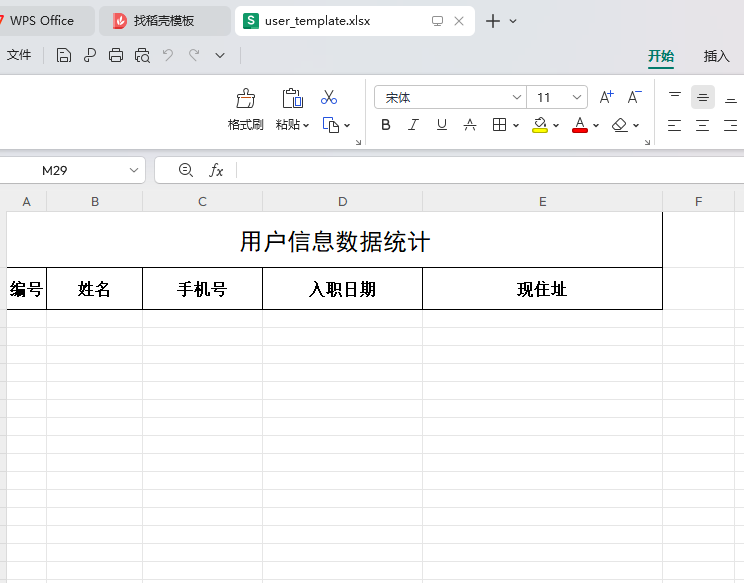 WPS Office 找稻壳模板 S user_template.xlsx
文件 开始 插入
宋体 11 A+ A-
格式刷 粘贴 B I U A A
M29 fx
A B C D E F
用户信息数据统计
编号 姓名 手机号 入职日期 现住址